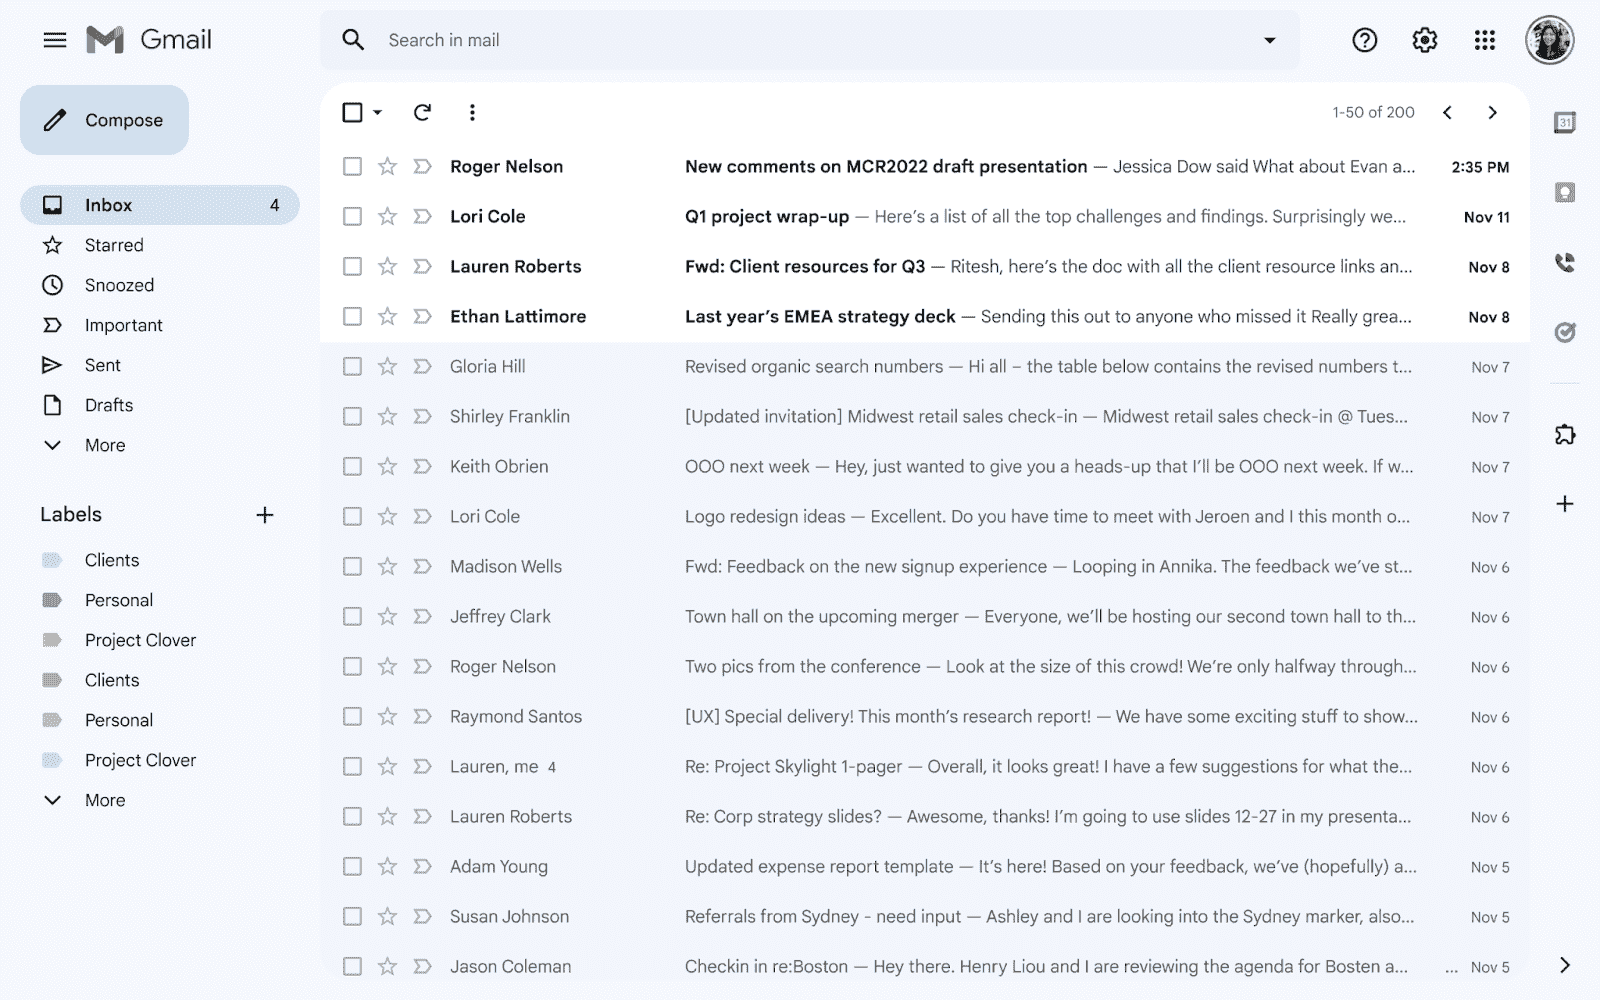 Gmail
Search in mail
Compose
1-50 of 200
31
Inbox 4
Starred
Snoozed
Important
Sent
Drafts
More
Labels
Clients
Personal
Project Clover
Clients
Personal
Project Clover
More
Roger Nelson New comments on MCR2022 draft presentation — Jessica Dow said What about Evan a... 2:35 PM
Lori Cole Q1 project wrap-up — Here's a list of all the top challenges and findings. Surprisingly we... Nov 11
Lauren Roberts Fwd: Client resources for Q3 — Ritesh, here's the doc with all the client resource links an... Nov 8
Ethan Lattimore Last year's EMEA strategy deck — Sending this out to anyone who missed it Really grea... Nov 8
Gloria Hill Revised organic search numbers — Hi all – the table below contains the revised numbers t... Nov 7
Shirley Franklin [Updated invitation] Midwest retail sales check-in — Midwest retail sales check-in @ Tues... Nov 7
Keith Obrien OOO next week — Hey, just wanted to give you a heads-up that I'll be OOO next week. If w... Nov 7
Lori Cole Logo redesign ideas — Excellent. Do you have time to meet with Jeroen and I this month o... Nov 7
Madison Wells Fwd: Feedback on the new signup experience — Looping in Annika. The feedback we've st... Nov 6
Jeffrey Clark Town hall on the upcoming merger — Everyone, we'll be hosting our second town hall to th... Nov 6
Roger Nelson Two pics from the conference — Look at the size of this crowd! We're only halfway through... Nov 6
Raymond Santos [UX] Special delivery! This month's research report! — We have some exciting stuff to show... Nov 6
Lauren, me 4 Re: Project Skylight 1-pager — Overall, it looks great! I have a few suggestions for what the... Nov 6
Lauren Roberts Re: Corp strategy slides? — Awesome, thanks! I'm going to use slides 12-27 in my presenta... Nov 6
Adam Young Updated expense report template — It's here! Based on your feedback, we've (hopefully) a... Nov 5
Susan Johnson Referrals from Sydney - need input — Ashley and I are looking into the Sydney marker, also... Nov 5
Jason Coleman Checkin in re:Boston — Hey there. Henry Liou and I are reviewing the agenda for Bosten a... ... Nov 5